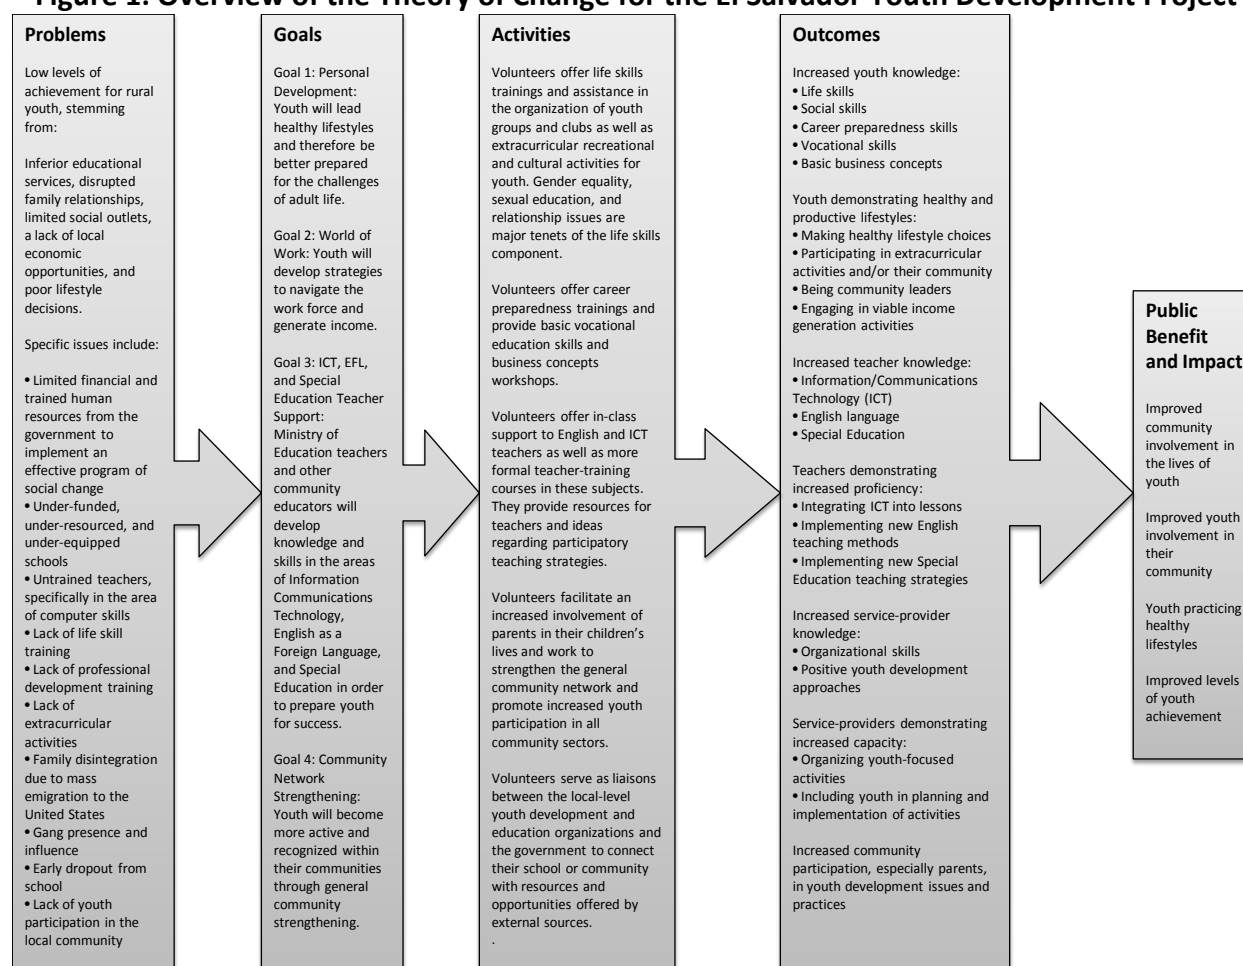 Figure 1: Overview of the Theory of Change for the El Salvador Youth Development Project
Problems
Low levels of
achievement for rural
youth, stemming
from:
Inferior educational
services, disrupted
family relationships,
limited social outlets,
a lack of local
economic
opportunities, and
poor lifestyle
decisions.
Specific issues include:
• Limited financial and
trained human
resources from the
government to
implement an
effective program of
social change
• Under-funded,
under-resourced, and
under-equipped
schools
• Untrained teachers,
specifically in the area
of computer skills
• Lack of life skill
training
• Lack of professional
development training
• Lack of
extracurricular
activities
• Family disintegration
due to mass
emigration to the
United States
• Gang presence and
influence
• Early dropout from
school
• Lack of youth
participation in the
local community
Goals
Goal 1: Personal
Development:
Youth will lead
healthy lifestyles
and therefore be
better prepared
for the challenges
of adult life.
Goal 2: World of
Work: Youth will
develop strategies
to navigate the
work force and
generate income.
Goal 3: ICT, EFL,
and Special
Education Teacher
Support:
Ministry of
Education teachers
and other
community
educators will
develop
knowledge and
skills in the areas
of Information
Communications
Technology,
English as a
Foreign Language,
and Special
Education in order
to prepare youth
for success.
Goal 4: Community
Network
Strengthening:
Youth will become
more active and
recognized within
their communities
through general
community
strengthening.
Activities
Volunteers offer life skills
trainings and assistance in
the organization of youth
groups and clubs as well as
extracurricular recreational
and cultural activities for
youth. Gender equality,
sexual education, and
relationship issues are
major tenets of the life skills
component.
Volunteers offer career
preparedness trainings and
provide basic vocational
education skills and
business concepts
workshops.
Volunteers offer in-class
support to English and ICT
teachers as well as more
formal teacher-training
courses in these subjects.
They provide resources for
teachers and ideas
regarding participatory
teaching strategies.
Volunteers facilitate an
increased involvement of
parents in their children's
lives and work to
strengthen the general
community network and
promote increased youth
participation in all
community sectors.
Volunteers serve as liaisons
between the local-level
youth development and
education organizations and
the government to connect
their school or community
with resources and
opportunities offered by
external sources.
.
Outcomes
Increased youth knowledge:
• Life skills
• Social skills
• Career preparedness skills
• Vocational skills
• Basic business concepts
Youth demonstrating healthy and
productive lifestyles:
• Making healthy lifestyle choices
• Participating in extracurricular
activities and/or their community
• Being community leaders
• Engaging in viable income
generation activities
Increased teacher knowledge:
• Information/Communications
Technology (ICT)
• English language
• Special Education
Teachers demonstrating
increased proficiency:
• Integrating ICT into lessons
• Implementing new English
teaching methods
• Implementing new Special
Education teaching strategies
Increased service-provider
knowledge:
• Organizational skills
• Positive youth development
approaches
Service-providers demonstrating
increased capacity:
• Organizing youth-focused
activities
• Including youth in planning and
implementation of activities
Increased community
participation, especially parents,
in youth development issues and
practices
Public
Benefit
and Impact
Improved
community
involvement in
the lives of
youth
Improved youth
involvement in
their
community
Youth practicing
healthy
lifestyles
Improved levels
of youth
achievement